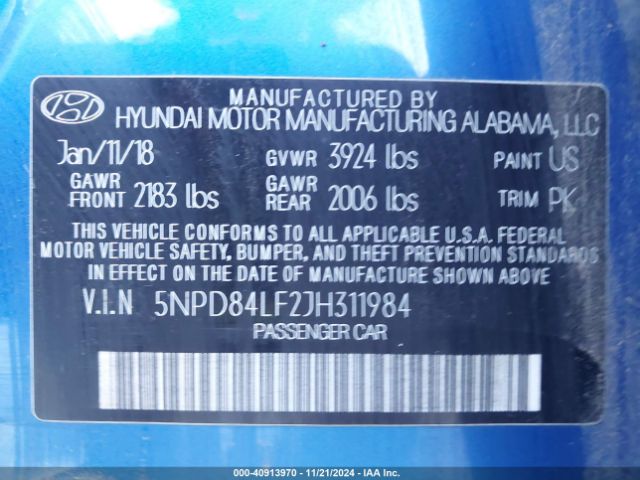 MANUFACTURED BY
HYUNDAI MOTOR MANUFACTURING ALABAMA, LLC
Jan/11/18 GVWR 3924 lbs PAINT US
GAWR FRONT 2183 lbs GAWR REAR 2006 lbs TRIM PK
THIS VEHICLE CONFORMS TO ALL APPLICABLE U.S.A. FEDERAL
MOTOR VEHICLE SAFETY, BUMPER, AND THEFT PREVENTION STANDARDS
IN EFFECT ON THE DATE OF MANUFACTURE SHOWN ABOVE
V.I.N 5NPD84LF2JH311984
PASSENGER CAR
000-40913970 - 11/21/2024 - IAA Inc.